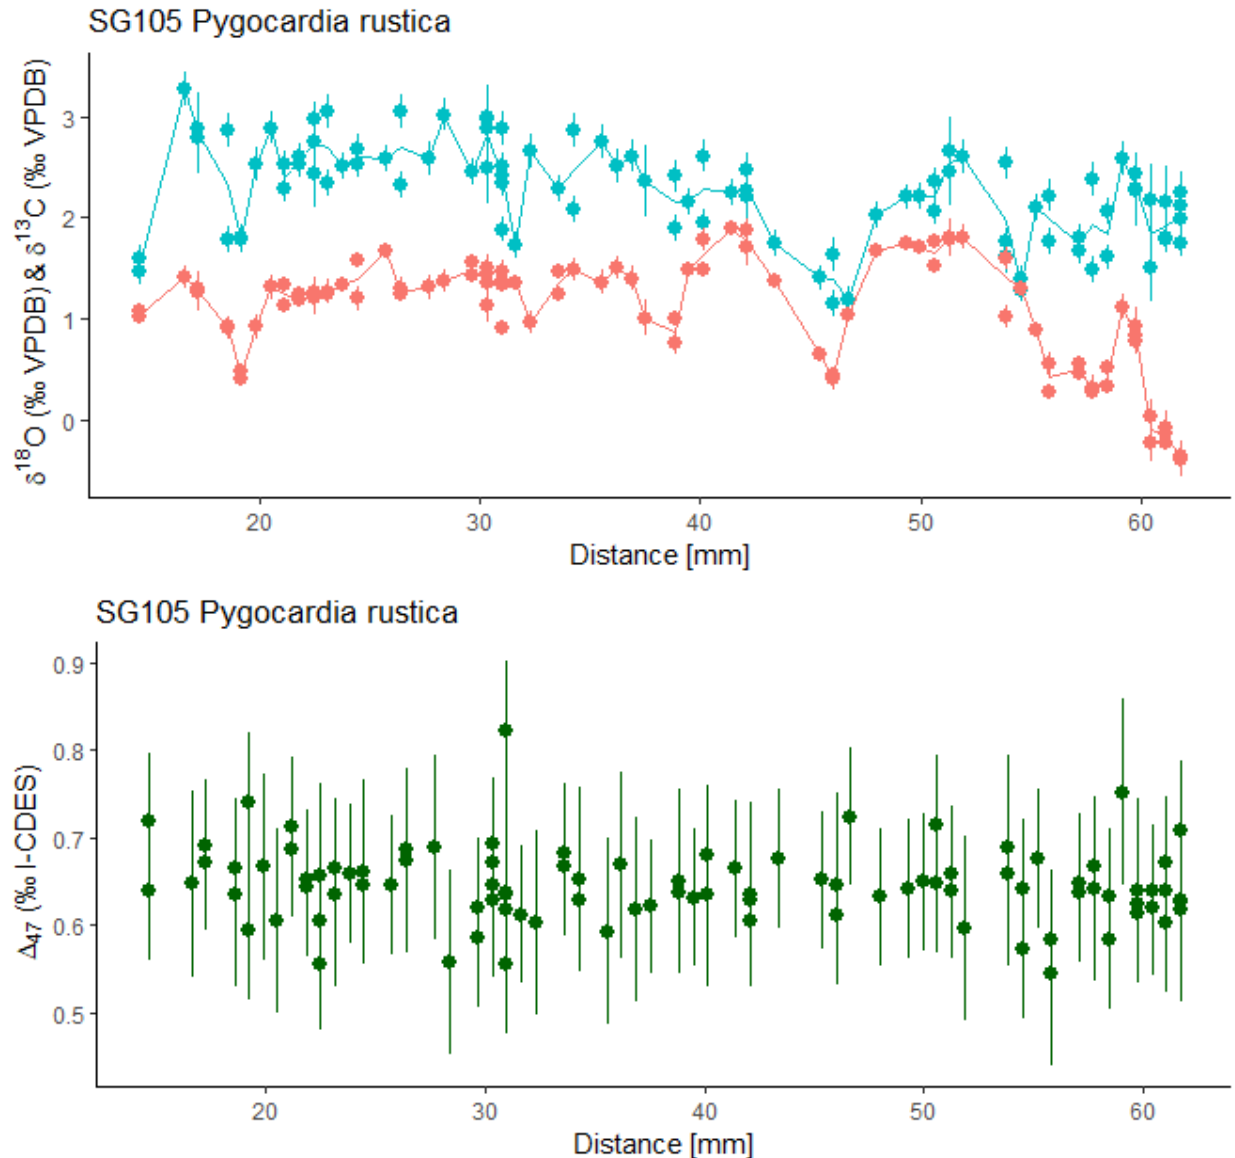 SG105 Pygocardia rustica
δ¹⁸O (‰ VPDB) & δ¹³C (‰ VPDB)
3
2
1
0
20 30 40 50 60
Distance [mm]
SG105 Pygocardia rustica
Δ₄₇ (‰ I-CDES)
0.9
0.8
0.7
0.6
0.5
20 30 40 50 60
Distance [mm]